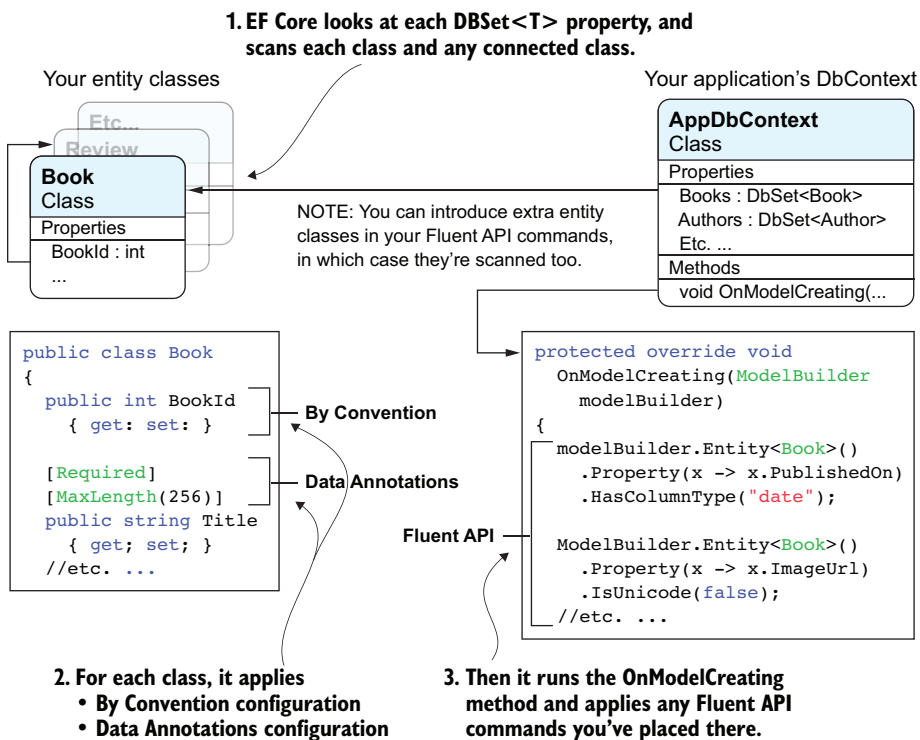 1. EF Core looks at each DBSet<T> property, and
scans each class and any connected class.
Your entity classes
Your application's DbContext
Etc...
Review
Book
Class
Properties
BookId : int
...
AppDbContext
Class
Properties
Books : DbSet<Book>
Authors : DbSet<Author>
Etc. ...
Methods
void OnModelCreating(...
NOTE: You can introduce extra entity
classes in your Fluent API commands,
in which case they're scanned too.
public class Book
{
public int BookId
{ get: set: }
[Required]
[MaxLength(256)]
public string Title
{ get; set; }
//etc. ...
By Convention
Data Annotations
Fluent API
protected override void
OnModelCreating(ModelBuilder
modelBuilder)
{
modelBuilder.Entity<Book>()
.Property(x -> x.PublishedOn)
.HasColumnType("date");
ModelBuilder.Entity<Book>()
.Property(x -> x.ImageUrl)
.IsUnicode(false);
//etc. ...
2. For each class, it applies
• By Convention configuration
• Data Annotations configuration
3. Then it runs the OnModelCreating
method and applies any Fluent API
commands you've placed there.